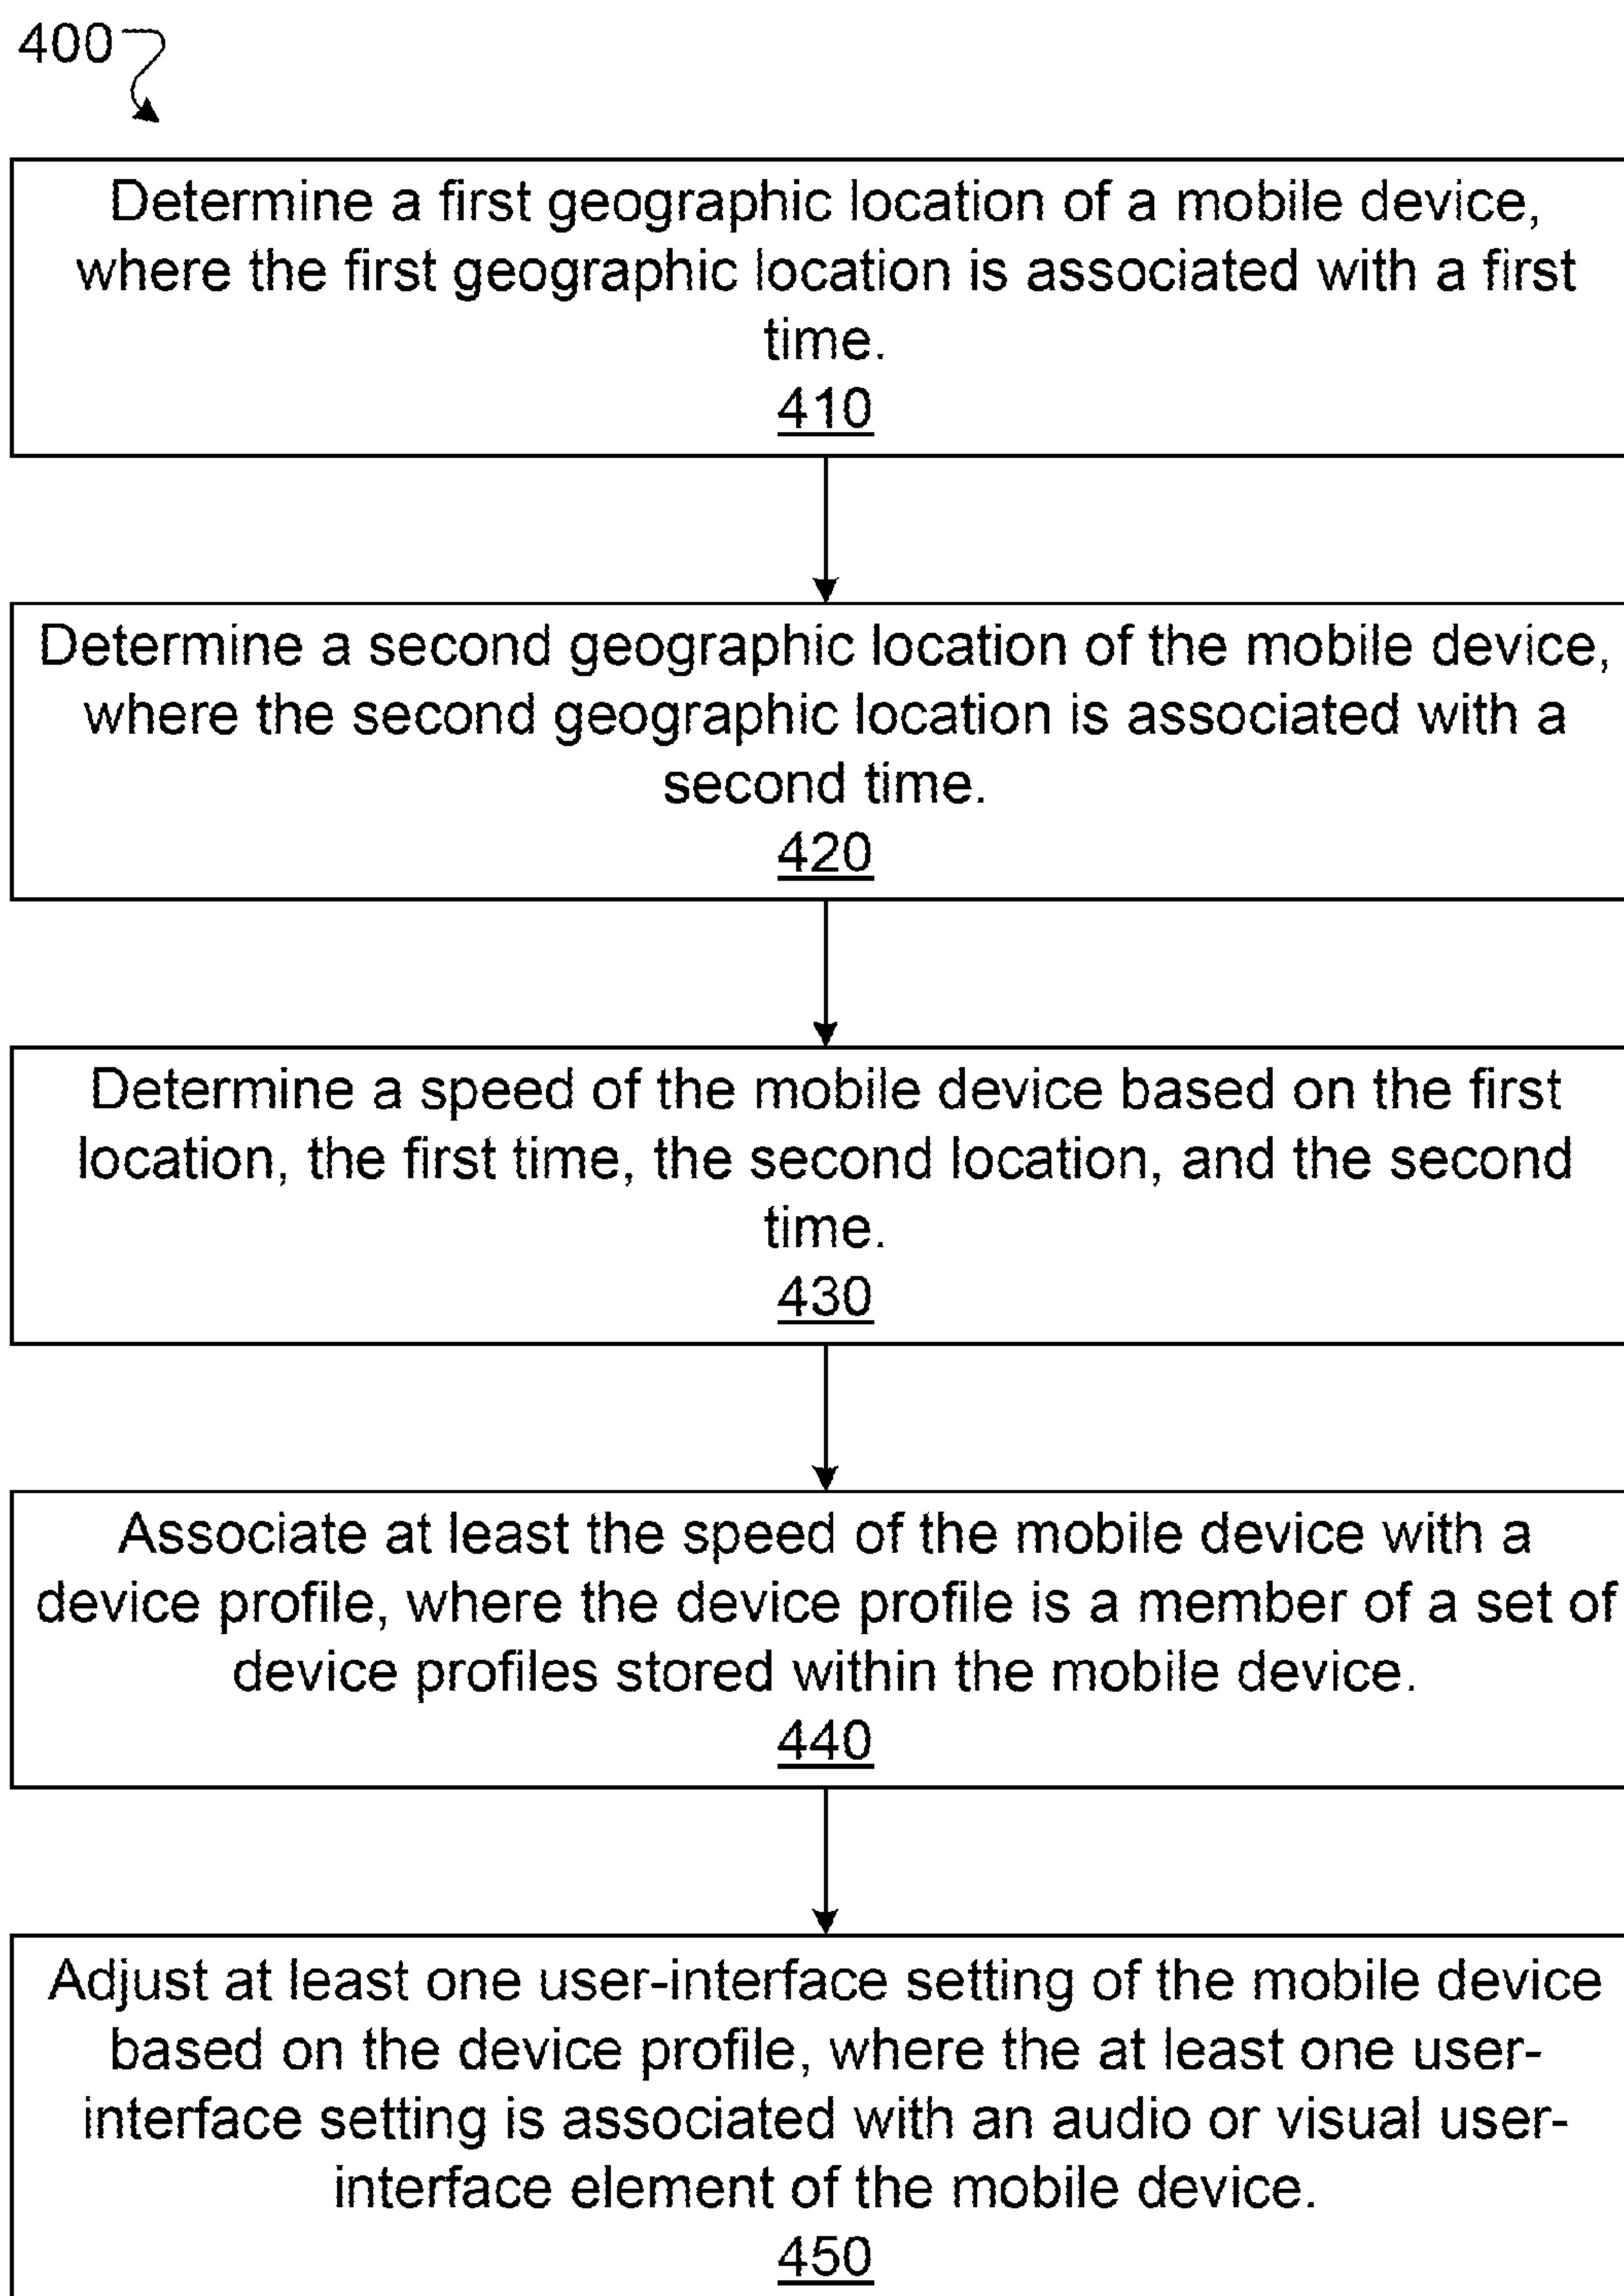 400
Determine a first geographic location of a mobile device,
where the first geographic location is associated with a first
time.
410
Determine a second geographic location of the mobile device,
where the second geographic location is associated with a
second time.
420
Determine a speed of the mobile device based on the first
location, the first time, the second location, and the second
time.
430
Associate at least the speed of the mobile device with a
device profile, where the device profile is a member of a set of
device profiles stored within the mobile device.
440
Adjust at least one user-interface setting of the mobile device
based on the device profile, where the at least one user-
interface setting is associated with an audio or visual user-
interface element of the mobile device.
450